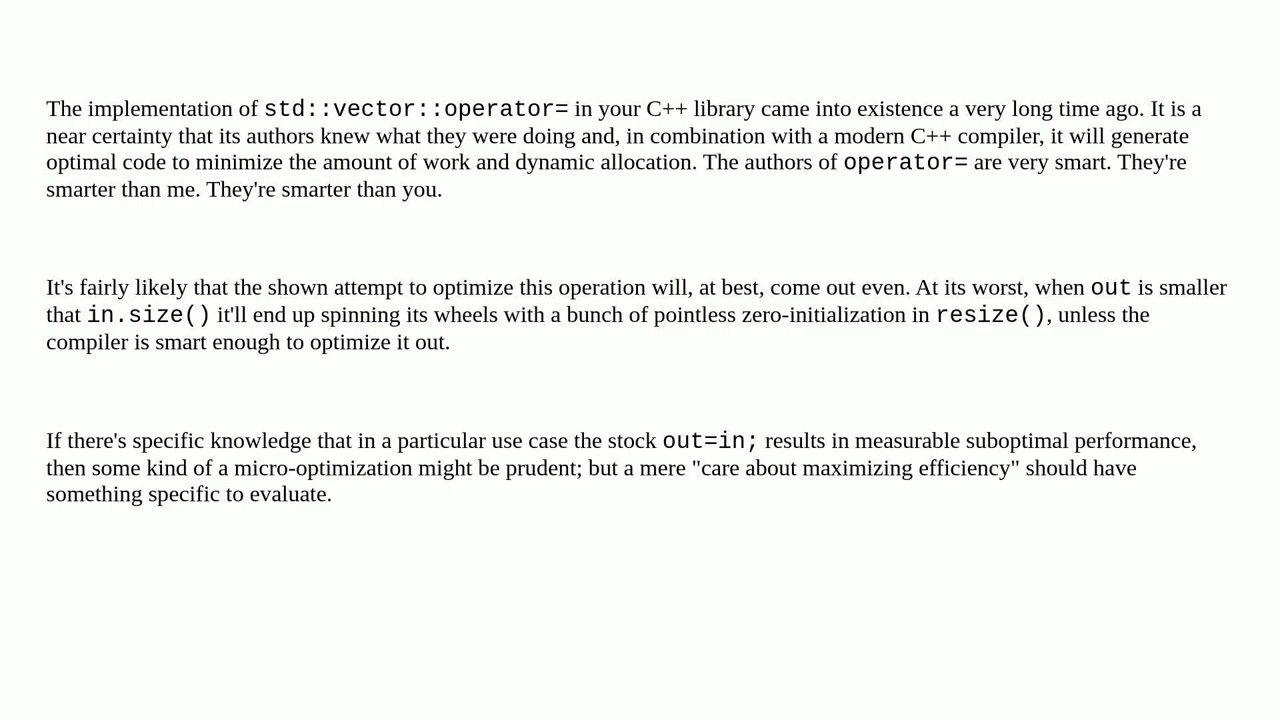 The implementation of std::vector::operator= in your C++ library came into existence a very long time ago. It is a
near certainty that its authors knew what they were doing and, in combination with a modern C++ compiler, it will generate
optimal code to minimize the amount of work and dynamic allocation. The authors of operator= are very smart. They're
smarter than me. They're smarter than you.
It's fairly likely that the shown attempt to optimize this operation will, at best, come out even. At its worst, when out is smaller
that in.size() it'll end up spinning its wheels with a bunch of pointless zero-initialization in resize(), unless the
compiler is smart enough to optimize it out.
If there's specific knowledge that in a particular use case the stock out=in; results in measurable suboptimal performance,
then some kind of a micro-optimization might be prudent; but a mere "care about maximizing efficiency" should have
something specific to evaluate.